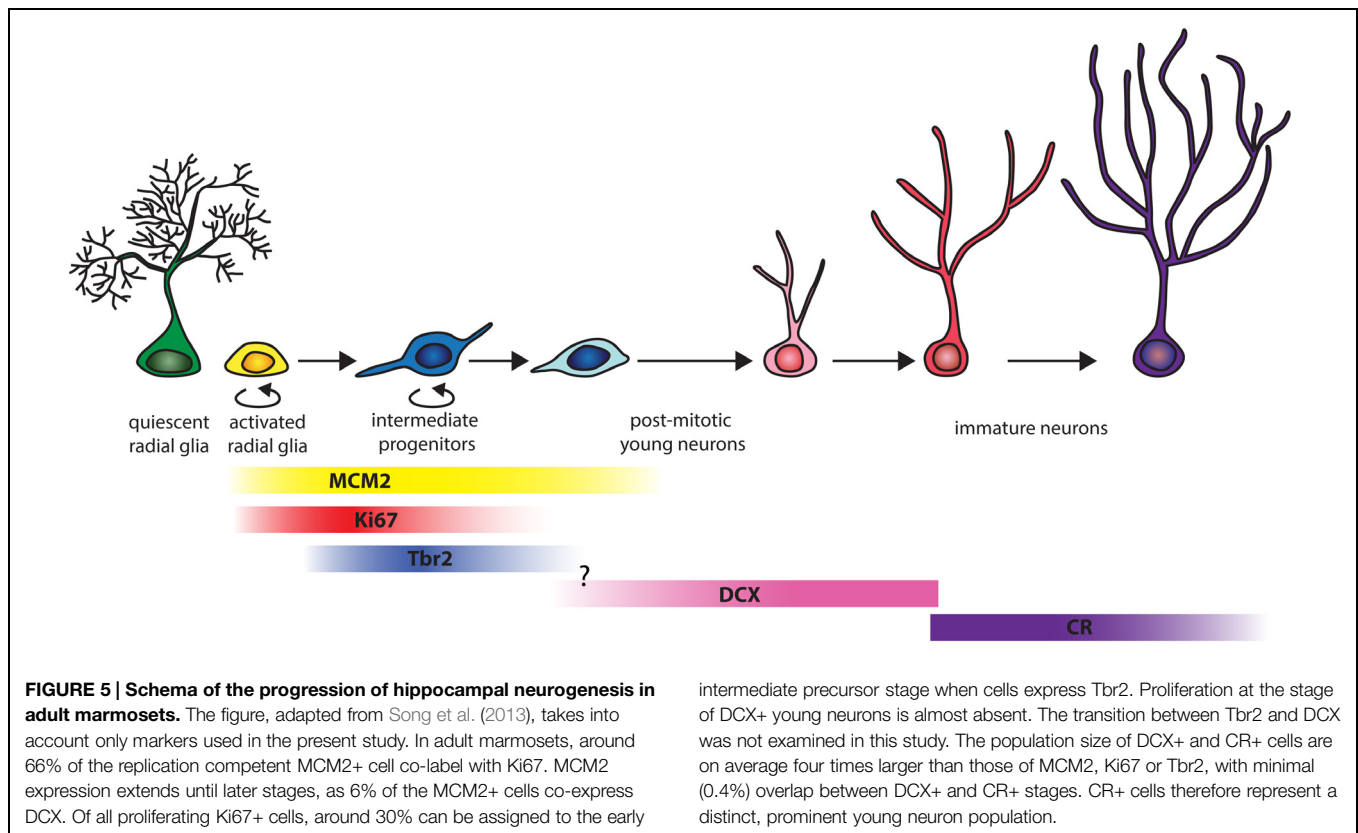 quiescent
radial glia
activated
radial glia
intermediate
progenitors
post-mitotic
young neurons
immature neurons
MCM2
Ki67
Tbr2
?
DCX
CR
FIGURE 5 | Schema of the progression of hippocampal neurogenesis in
adult marmosets. The figure, adapted from Song et al. (2013), takes into
account only markers used in the present study. In adult marmosets, around
66% of the replication competent MCM2+ cell co-label with Ki67. MCM2
expression extends until later stages, as 6% of the MCM2+ cells co-express
DCX. Of all proliferating Ki67+ cells, around 30% can be assigned to the early
intermediate precursor stage when cells express Tbr2. Proliferation at the stage
of DCX+ young neurons is almost absent. The transition between Tbr2 and DCX
was not examined in this study. The population size of DCX+ and CR+ cells are
on average four times larger than those of MCM2, Ki67 or Tbr2, with minimal
(0.4%) overlap between DCX+ and CR+ stages. CR+ cells therefore represent a
distinct, prominent young neuron population.